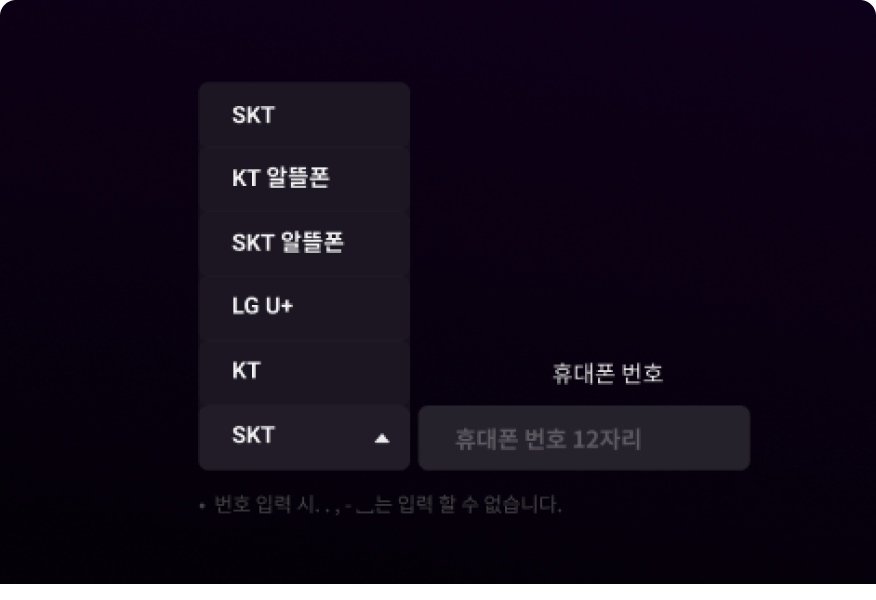 SKT
KT 알뜰폰
SKT 알뜰폰
LG U+
KT
휴대폰 번호
SKT
휴대폰 번호 12자리
• 번호 입력 시. . , - __는 입력 할 수 없습니다.